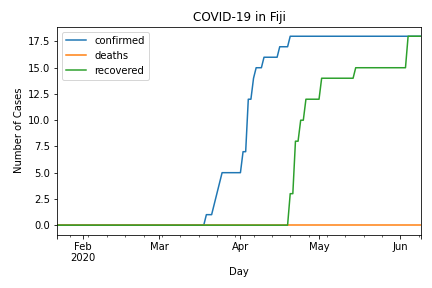 COVID-19 in Fiji
confirmed
deaths
recovered
Number of Cases
17.5
15.0
12.5
10.0
7.5
5.0
2.5
0.0
Feb
2020
Mar
Apr
May
Jun
Day